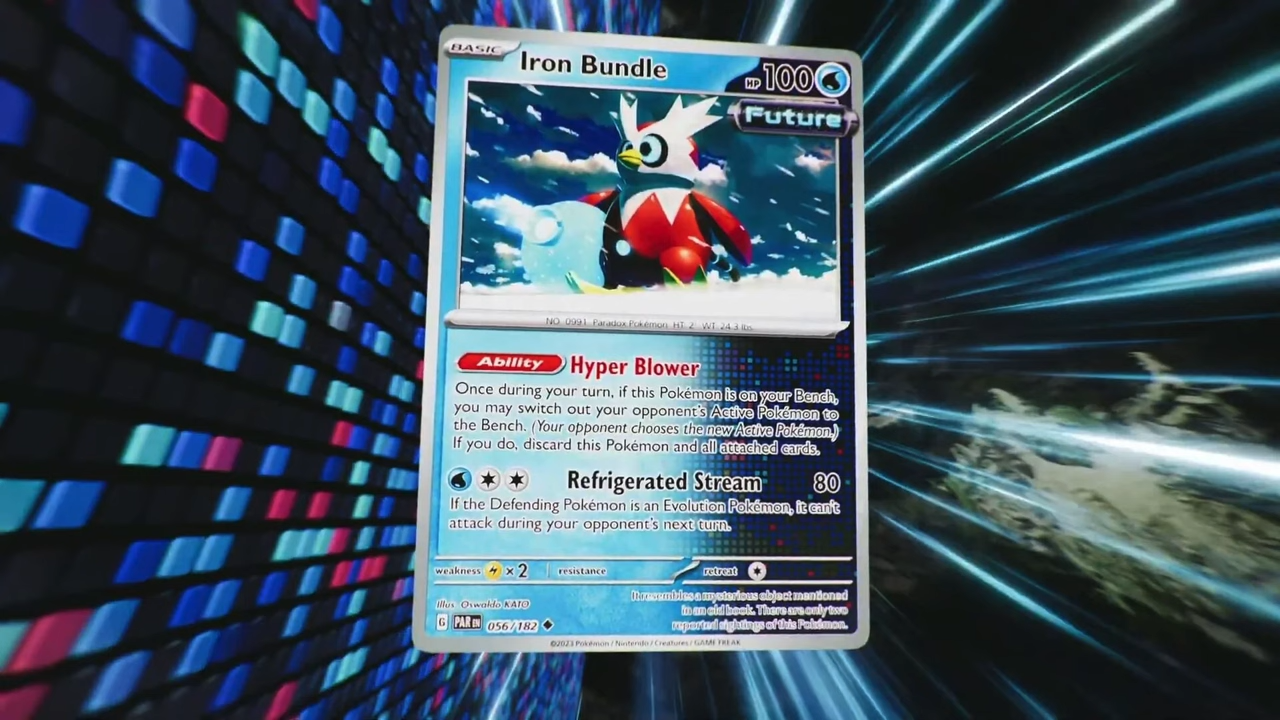 BASIC
Iron Bundle
HP 100
Future
NO. 0991 Paradox Pokémon HT: 2' WT: 24.3 lbs.
Ability Hyper Blower
Once during your turn, if this Pokémon is on your Bench,
you may switch out your opponent's Active Pokémon to
the Bench. (Your opponent chooses the new Active Pokémon.)
If you do, discard this Pokémon and all attached cards.
Refrigerated Stream 80
If the Defending Pokémon is an Evolution Pokémon, it can't
attack during your opponent's next turn.
weakness ×2 resistance retreat
Illus. Oswaldo KATO
It resembles a mysterious object mentioned
in an old book. There are only two
reported sightings of this Pokémon.
G PAR EN 056/182
©2023 Pokémon / Nintendo / Creatures / GAME FREAK